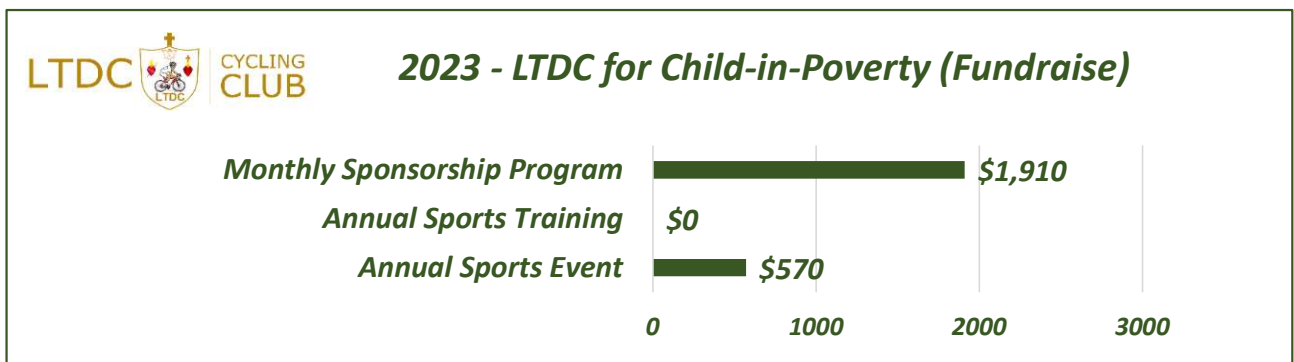 2023 - LTDC for Child-in-Poverty (Fundraise)
LTDC
LTDC
CYCLING
CLUB
Monthly Sponsorship Program
$1,910
Annual Sports Training
$0
Annual Sports Event
$570
0 1000 2000 3000